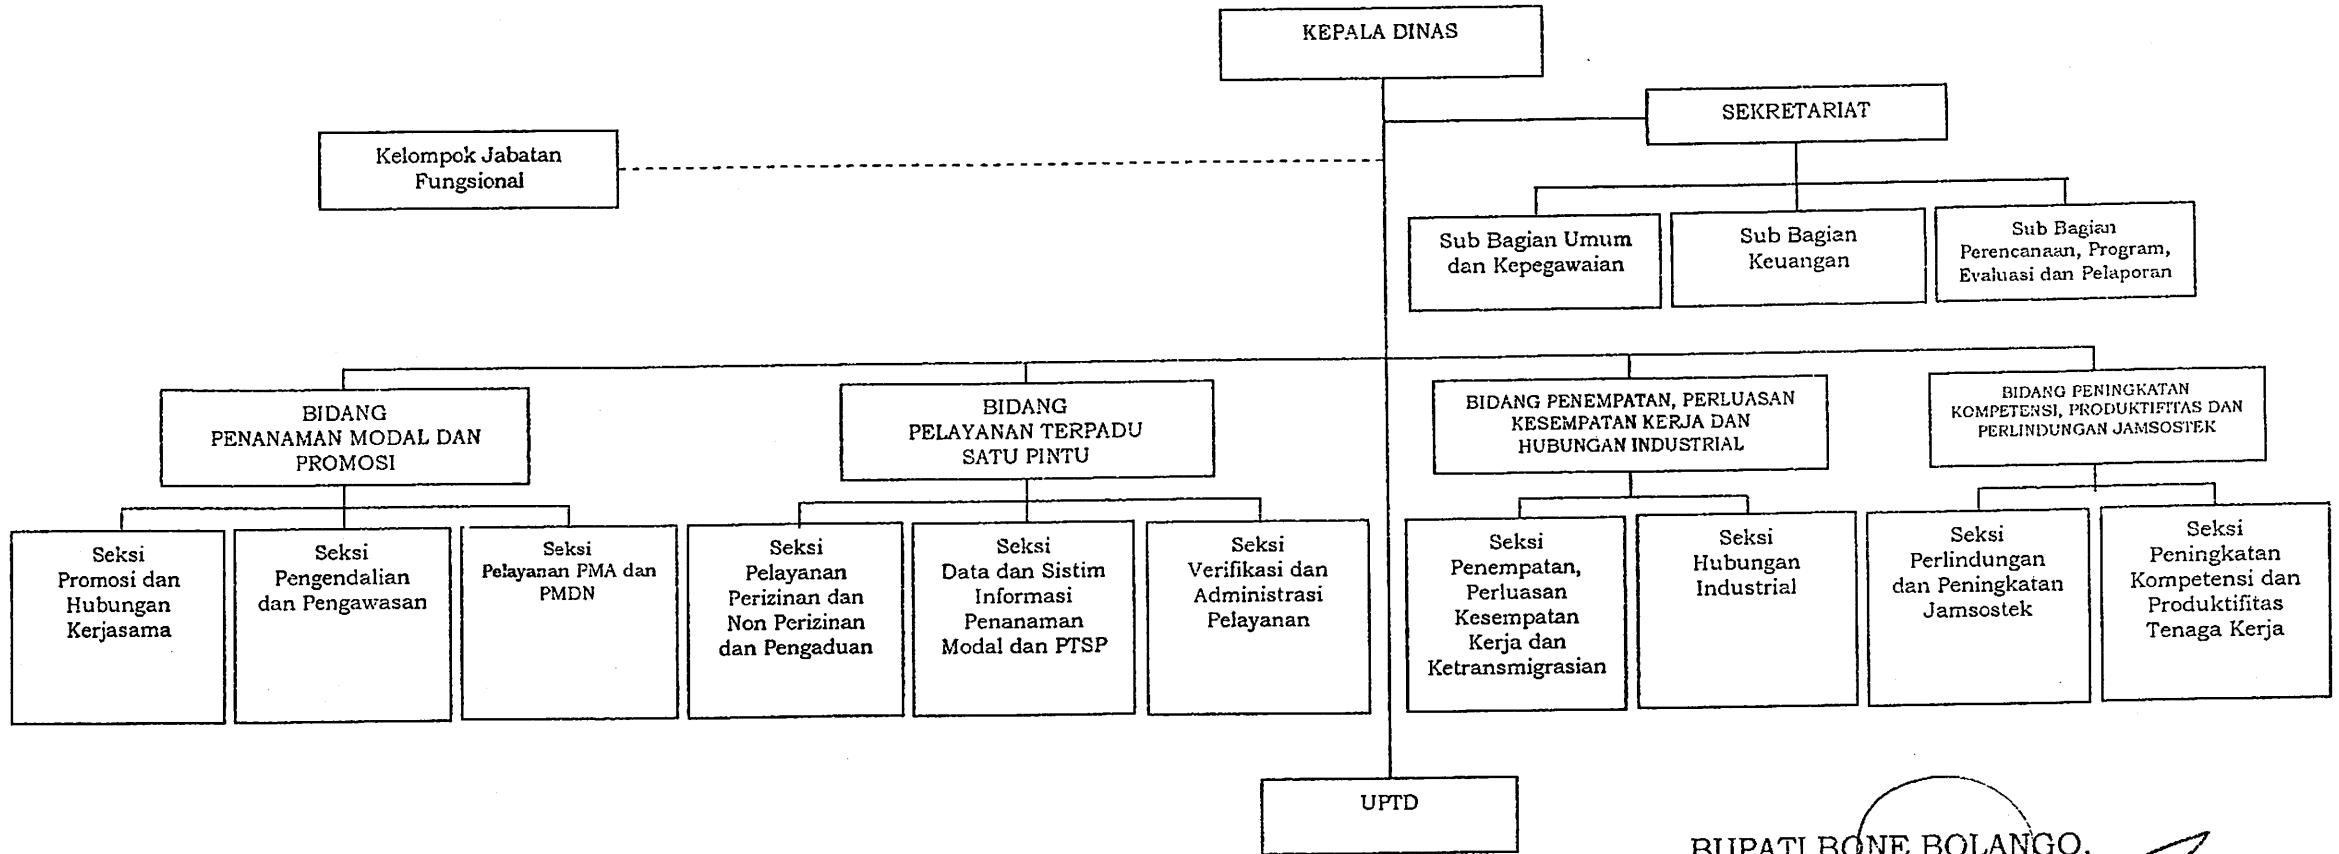 KEPALA DINAS
SEKRETARIAT
Kelompok Jabatan
Fungsional
Sub Bagian Umum
dan Kepegawaian
Sub Bagian
Keuangan
Sub Bagian
Perencanaan, Program,
Evaluasi dan Pelaporan
BIDANG
PENANAMAN MODAL DAN
PROMOSI
BIDANG
PELAYANAN TERPADU
SATU PINTU
BIDANG PENEMPATAN, PERLUASAN
KESEMPATAN KERJA DAN
HUBUNGAN INDUSTRIAL
BIDANG PENINGKATAN
KOMPETENSI, PRODUKTIFITAS DAN
PERLINDUNGAN JAMSOSTEK
Seksi
Promosi dan
Hubungan
Kerjasama
Seksi
Pengendalian
dan Pengawasan
Seksi
Pelayanan PMA dan
PMDN
Seksi
Pelayanan
Perizinan dan
Non Perizinan
dan Pengaduan
Seksi
Data dan Sistim
Informasi
Penanaman
Modal dan PTSP
Seksi
Verifikasi dan
Administrasi
Pelayanan
Seksi
Penempatan,
Perluasan
Kesempatan
Kerja dan
Ketransmigrasian
Seksi
Hubungan
Industrial
Seksi
Perlindungan
dan Peningkatan
Jamsostek
Seksi
Peningkatan
Kompetensi dan
Produktifitas
Tenaga Kerja
UPTD
BUPATI BONE BOLANGO,